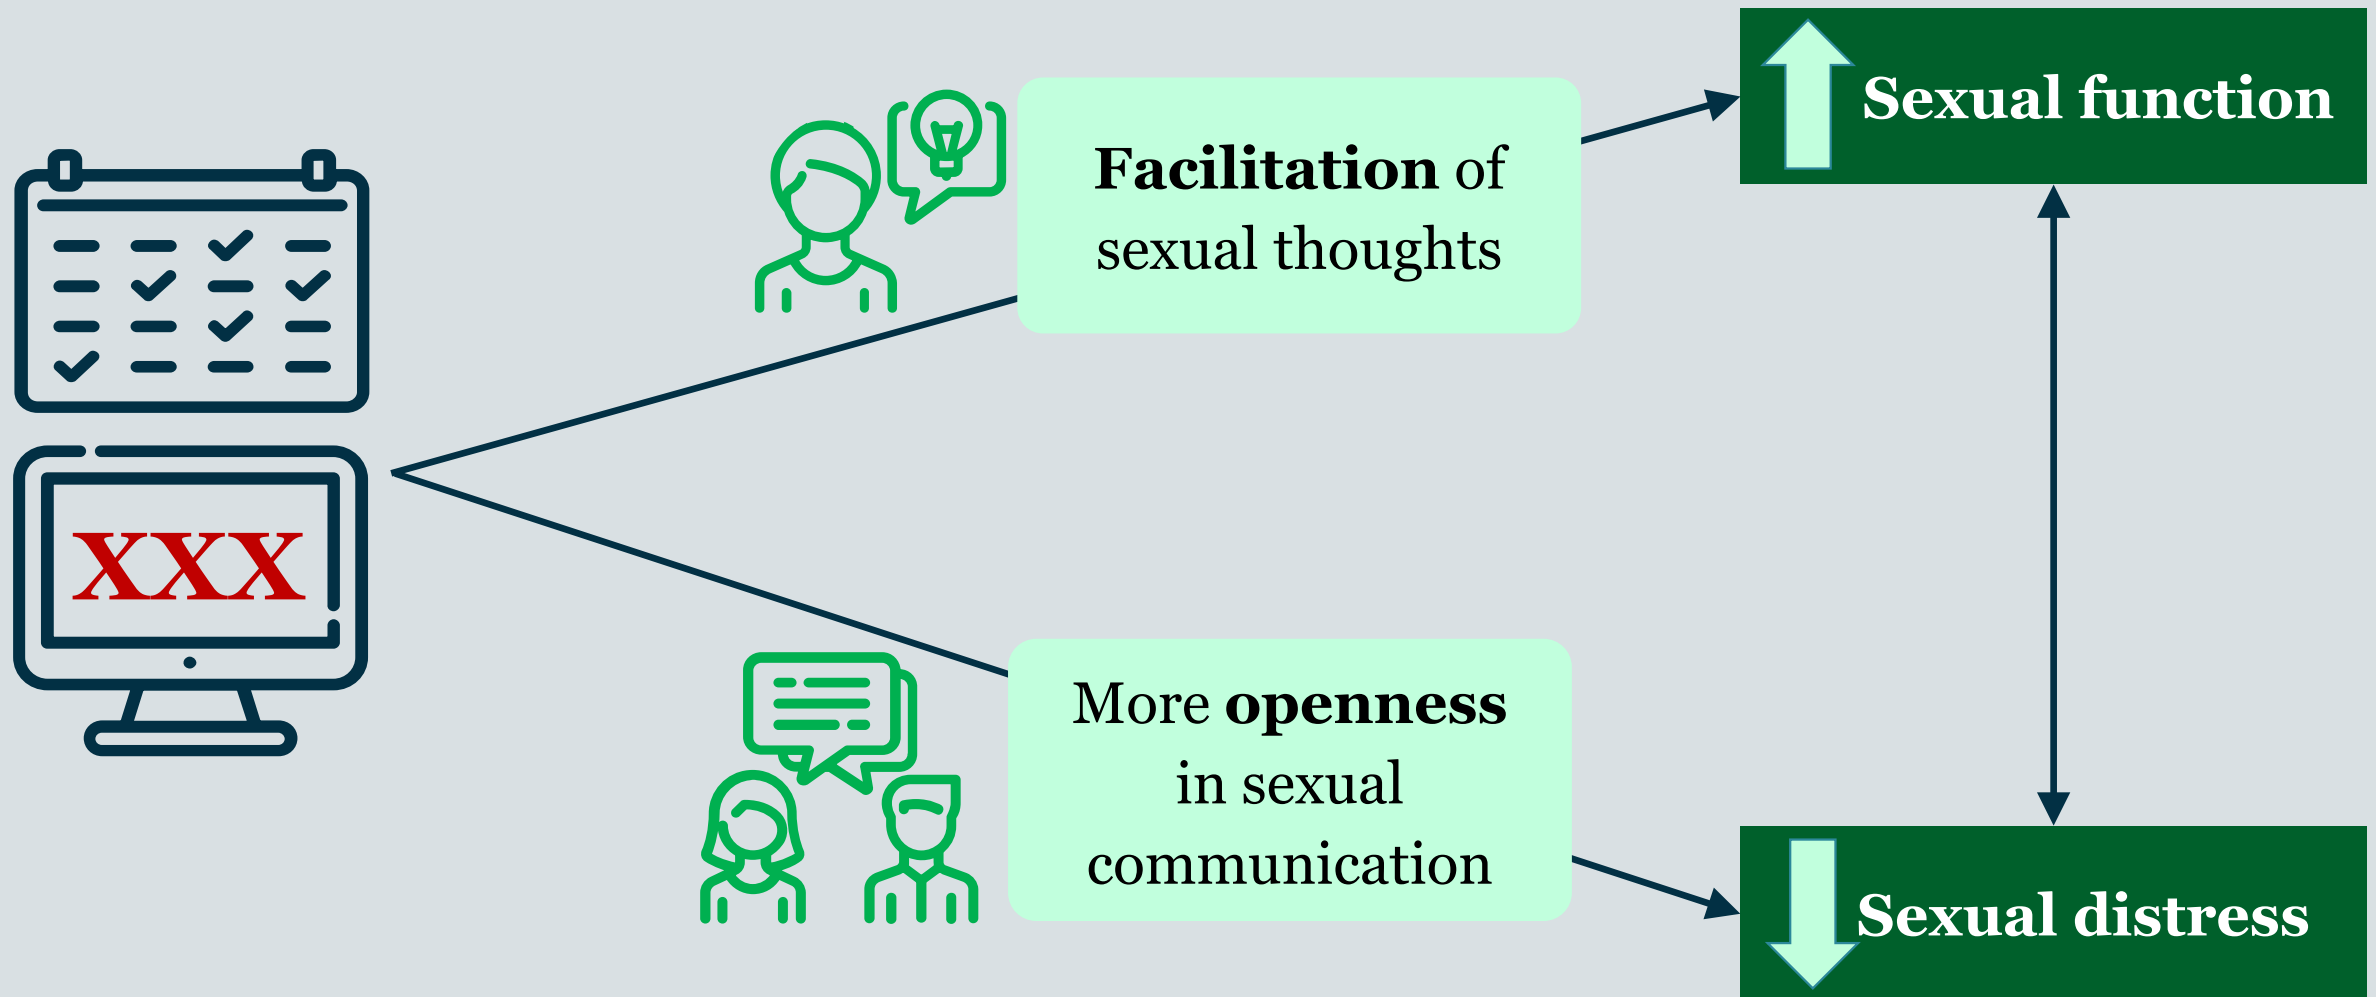 XXX
Facilitation of
sexual thoughts
Sexual function
More openness
in sexual
communication
Sexual distress